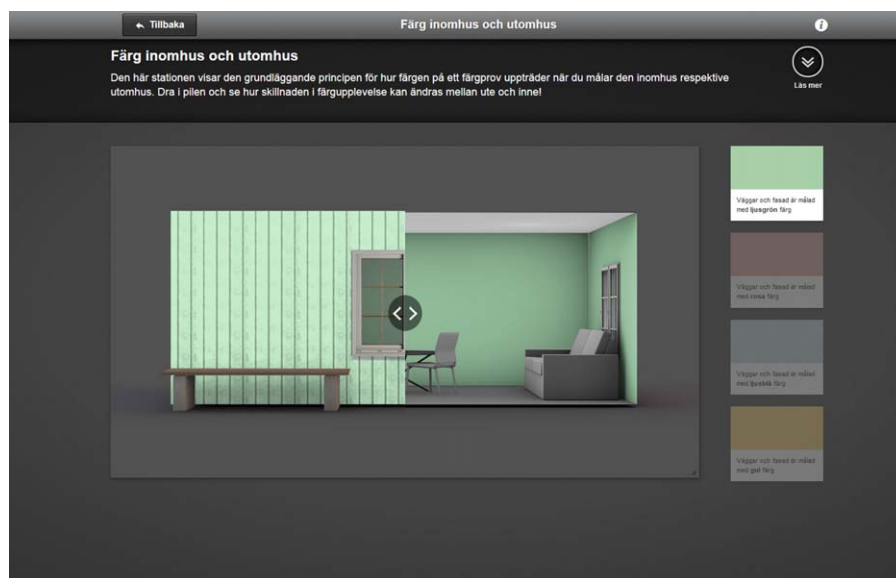 Tillbaka
Färg inomhus och utomhus
Färg inomhus och utomhus
Den här stationen visar den grundläggande principen för hur färgen på ett färgprov uppträder när du målar den inomhus respektive
utomhus. Dra i pilen och se hur skillnaden i färgupplevelse kan ändras mellan ute och inne!
Läs mer
Väggar och fasad är målad
med ljusgrön färg
Väggar och fasad är målad
med rosa färg
Väggar och fasad är målad
med ljusblå färg
Väggar och fasad är målad
med gul färg